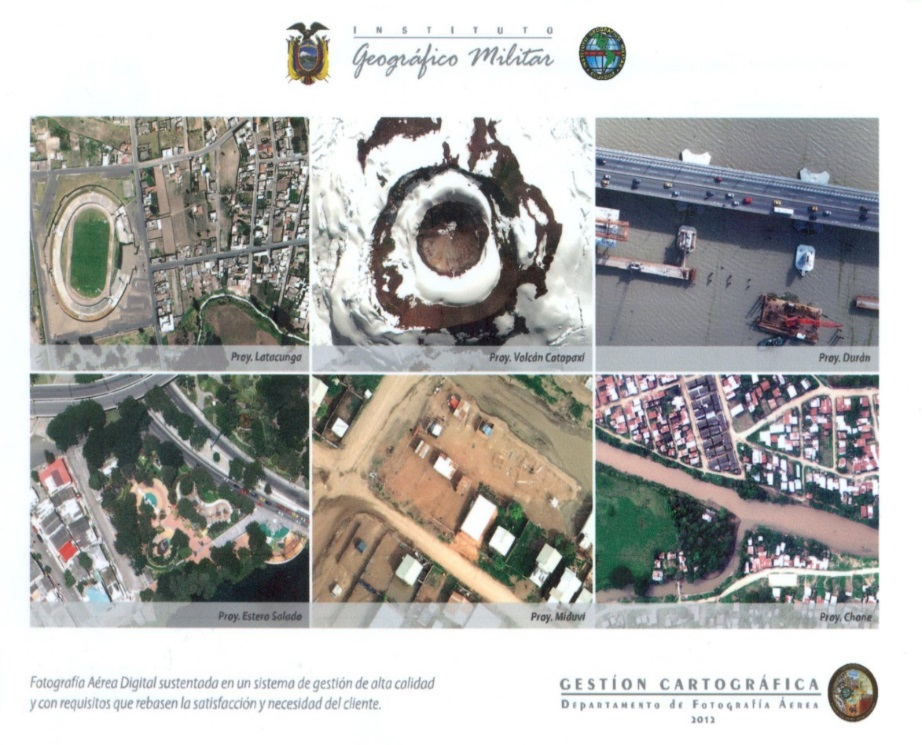 INSTITUTO
Geográfico Militar
Proy. Latacunga
Proy. Volcán Cotopaxi
Proy. Durán
Proy. Estero Salado
Proy. Miduvi
Proy. Chone
Fotografía Aérea Digital sustentada en un sistema de gestión de alta calidad
y con requisitos que rebasen la satisfacción y necesidad del cliente.
GESTÍON CARTOGRÁFICA
Departamento de Fotografía Aérea
2012